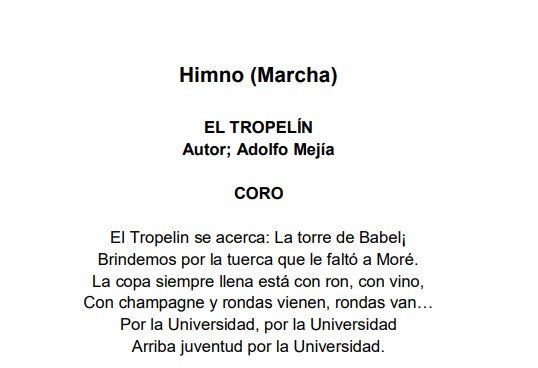 Himno (Marcha)
EL TROPELÍN
Autor; Adolfo Mejía
CORO
El Tropelin se acerca: La torre de Babel¡
Brindemos por la tuerca que le faltó a Moré.
La copa siempre llena está con ron, con vino,
Con champagne y rondas vienen, rondas van…
Por la Universidad, por la Universidad
Arriba juventud por la Universidad.